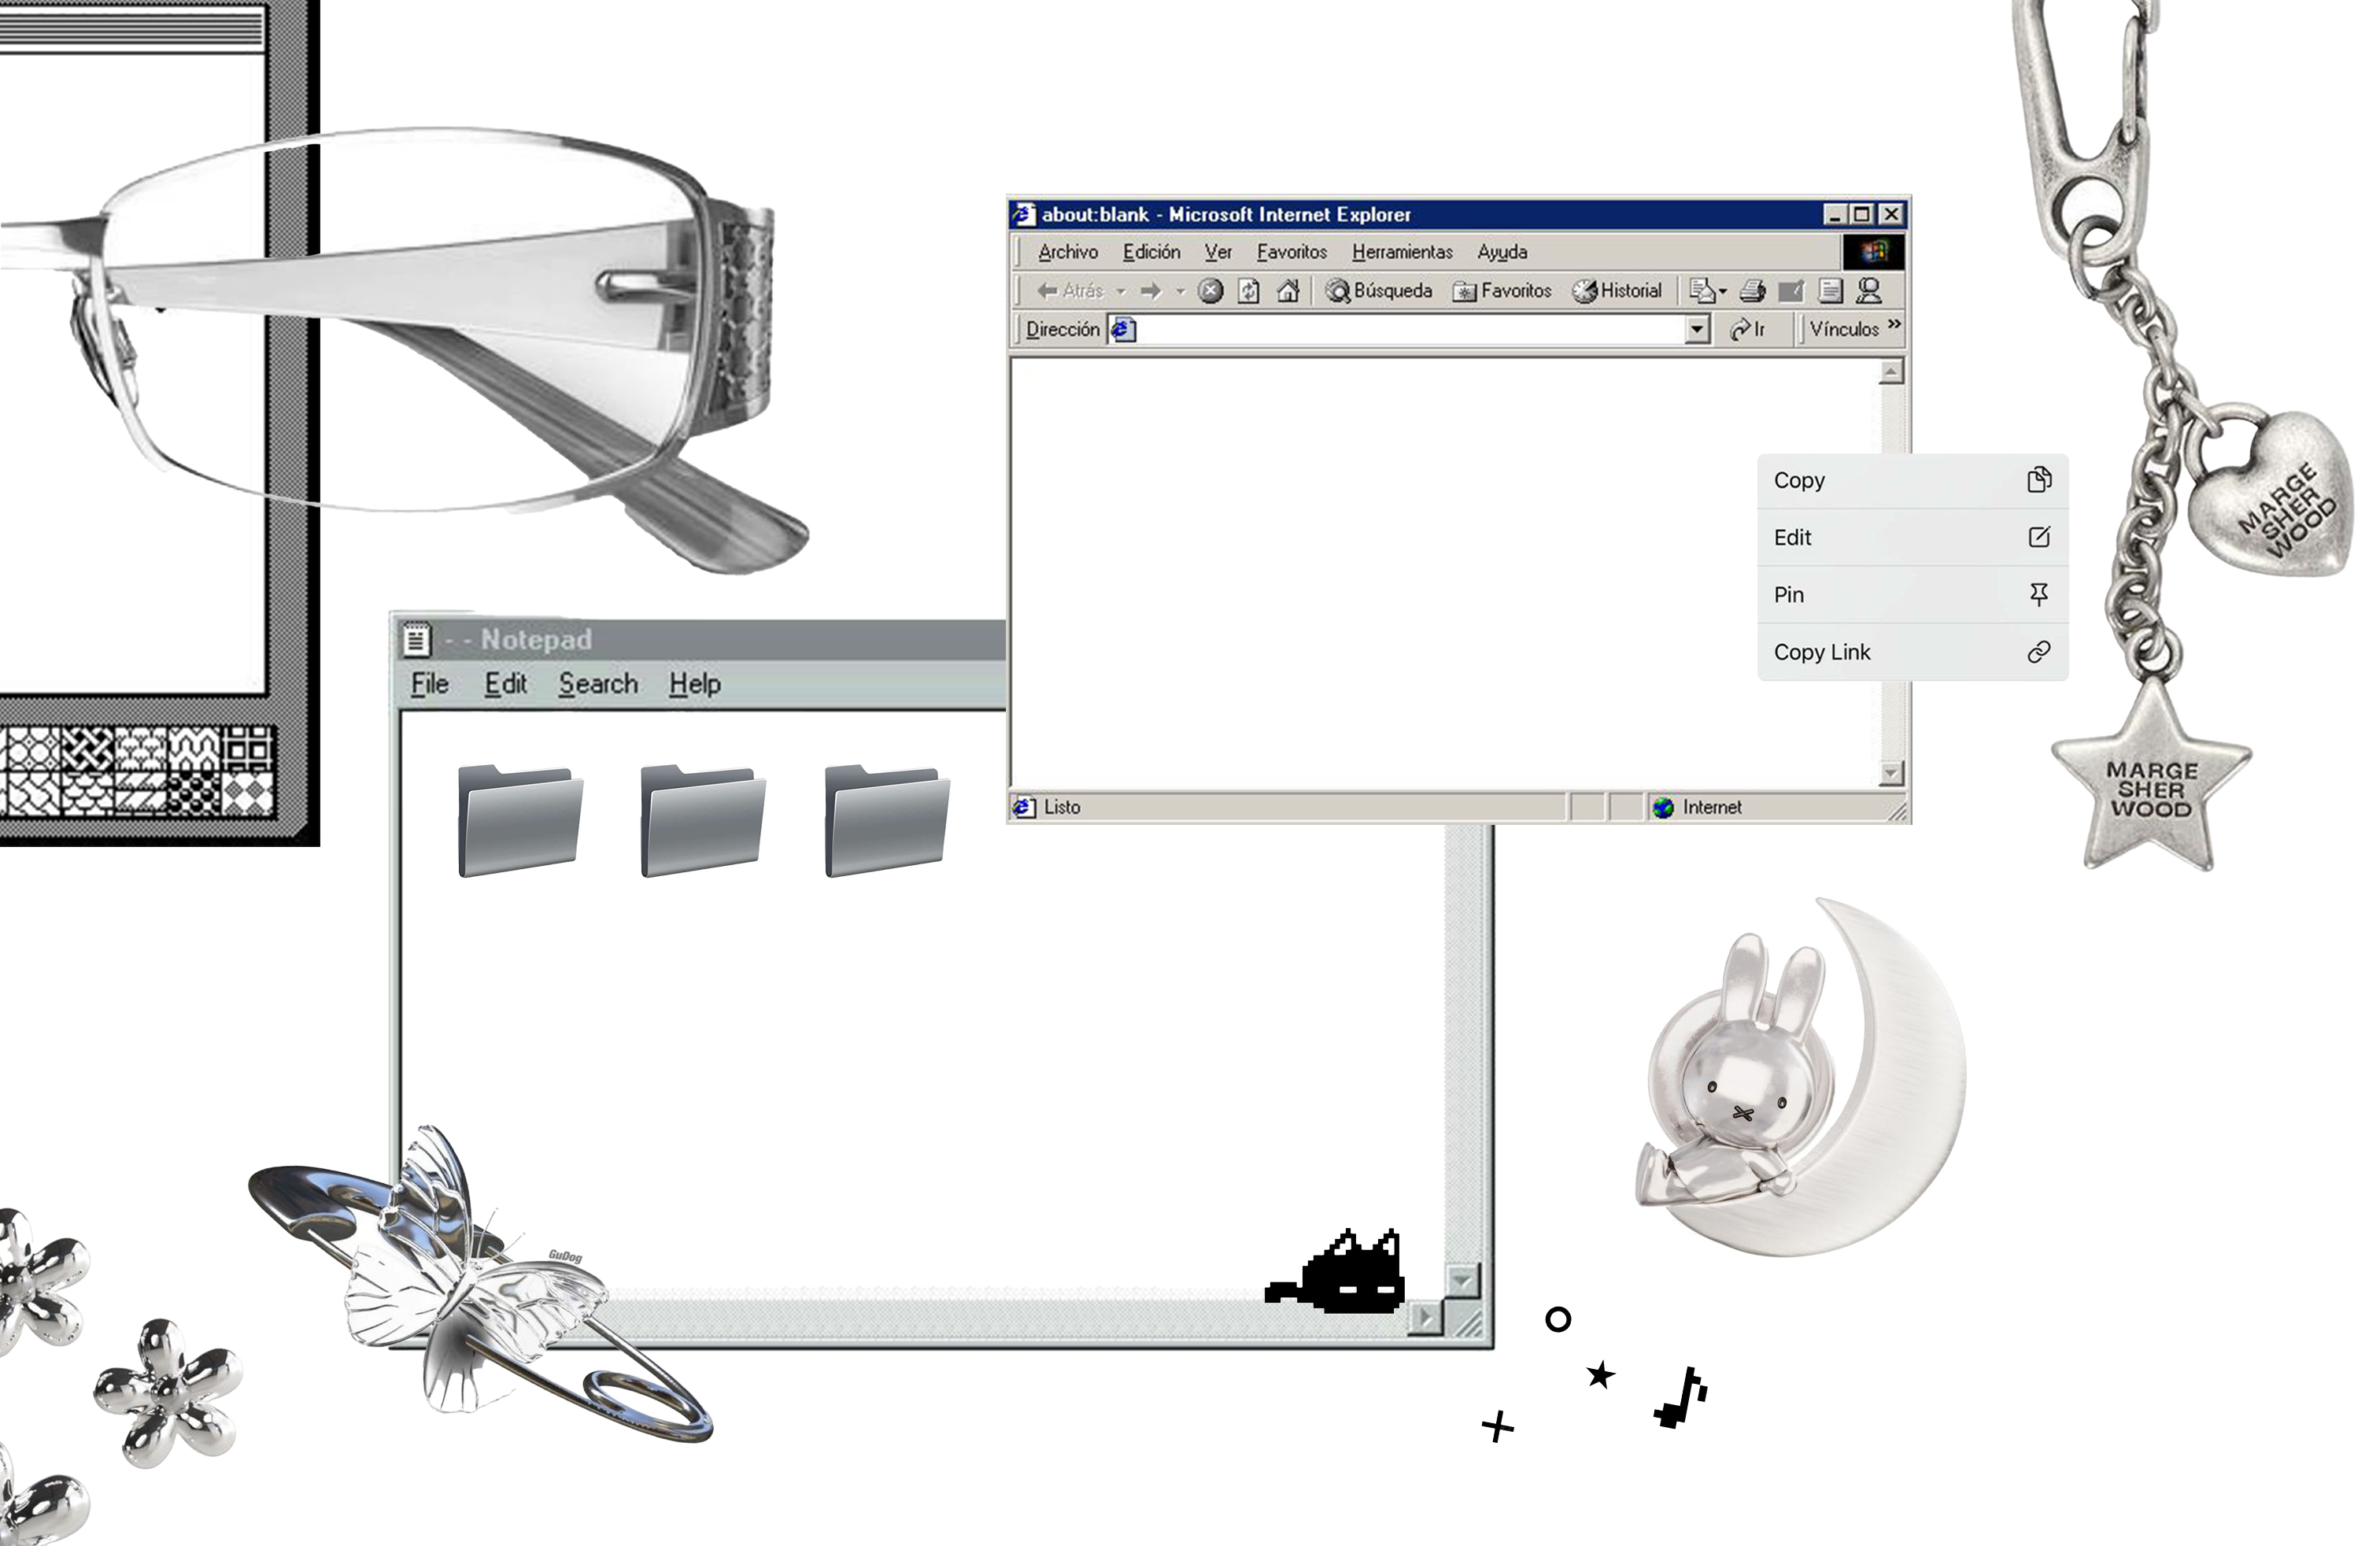 about:blank - Microsoft Internet Explorer
Archivo Edición Ver Favoritos Herramientas Ayuda
Atrás Búsqueda Favoritos Historial
Dirección Ir Vínculos »
Copy
Edit
Pin
Copy Link
Listo Internet
- - Notepad
File Edit Search Help
MARGE
SHER
WOOD
MARGE
SHER
WOOD
GuDog